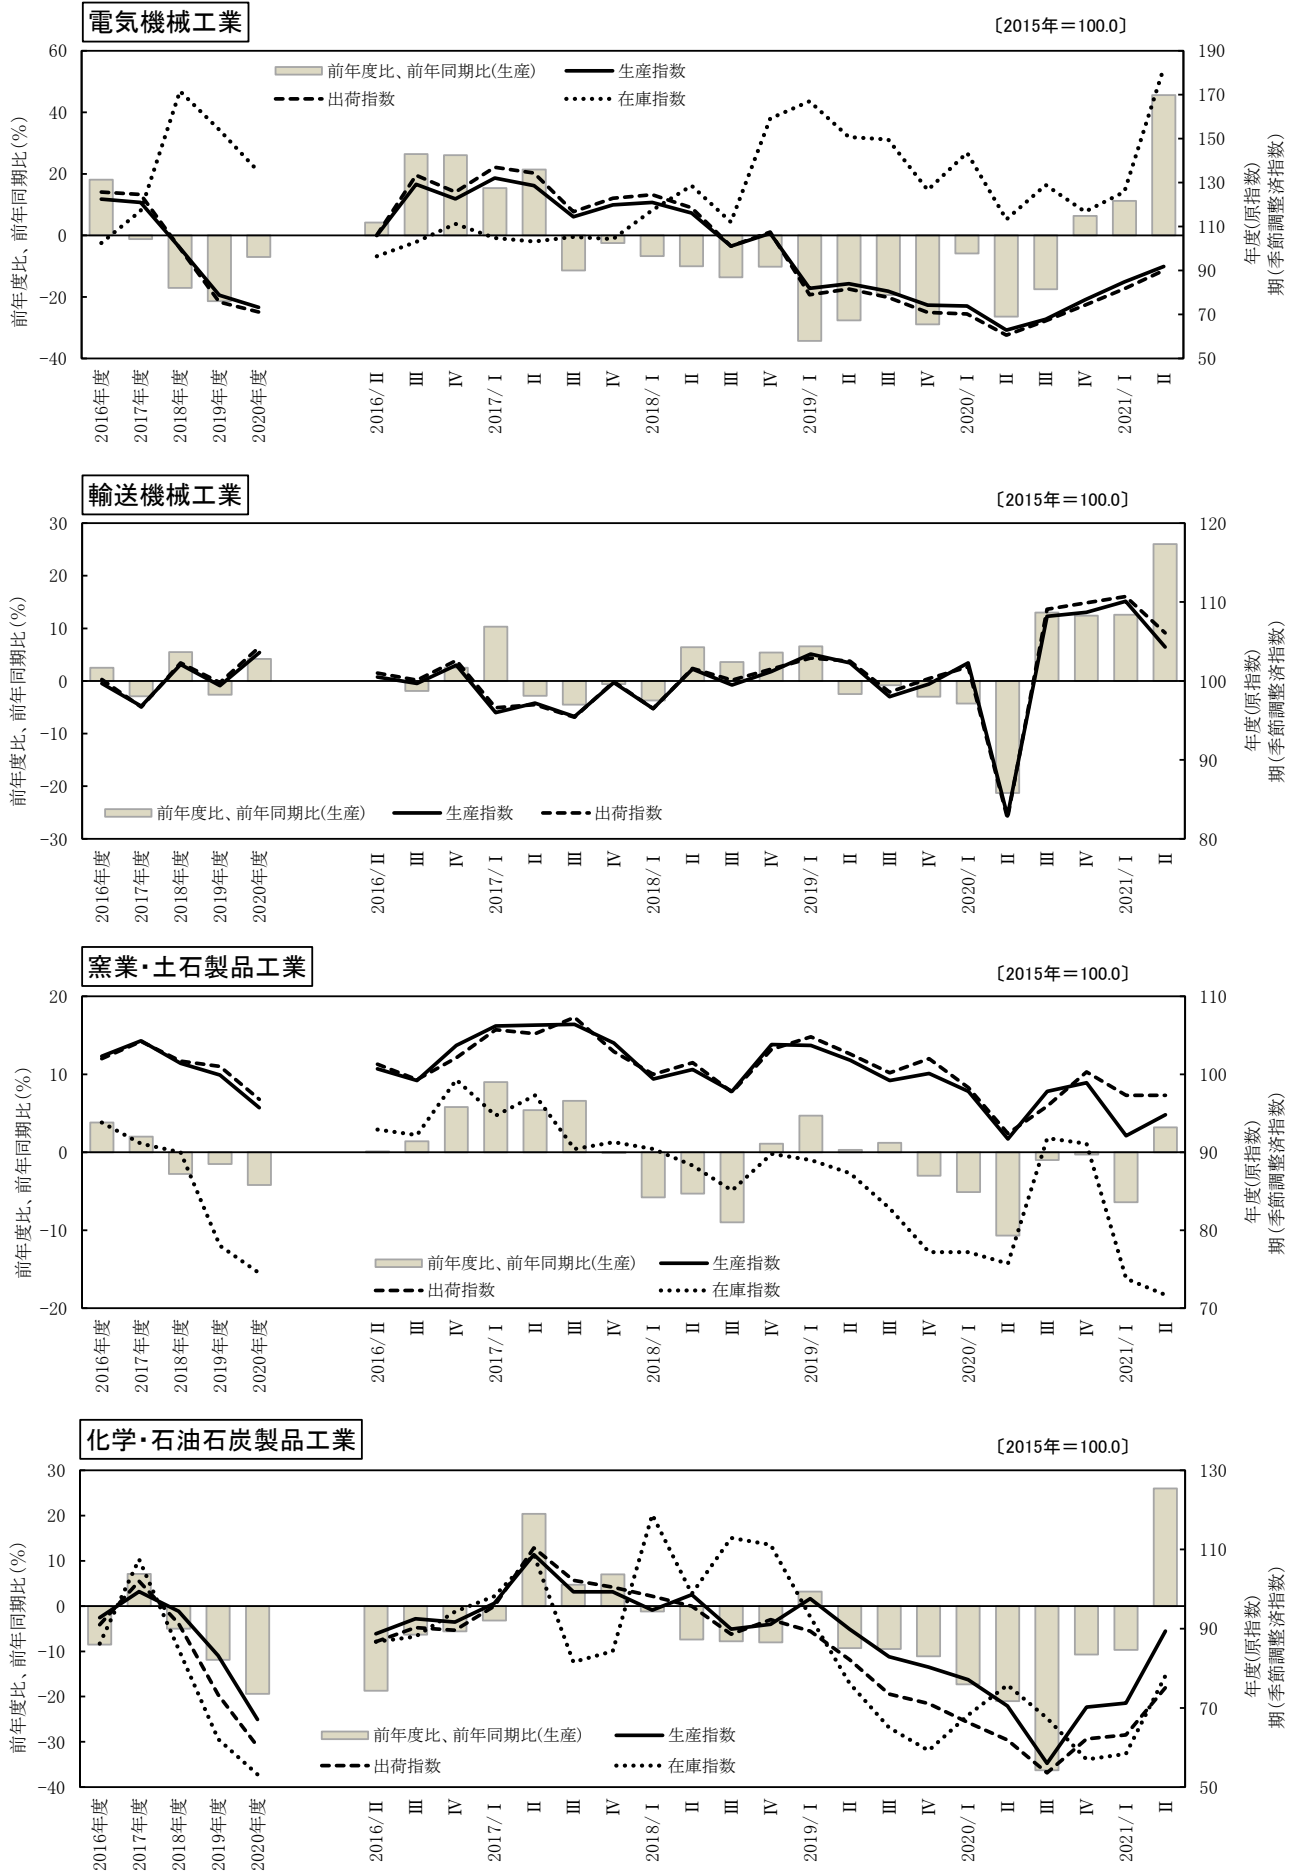 電気機械工業
〔2015年＝100.0〕
前年度比、前年同期比(%)
60
40
20
0
−20
−40
前年度比、前年同期比(生産)
生産指数
出荷指数
在庫指数
190
170
150
130
110
90
70
50
年度(原指数)
期(季節調整済指数)
2016年度
2017年度
2018年度
2019年度
2020年度
2016/Ⅱ
Ⅲ
Ⅳ
2017/Ⅰ
Ⅱ
Ⅲ
Ⅳ
2018/Ⅰ
Ⅱ
Ⅲ
Ⅳ
2019/Ⅰ
Ⅱ
Ⅲ
Ⅳ
2020/Ⅰ
Ⅱ
Ⅲ
Ⅳ
2021/Ⅰ
Ⅱ
輸送機械工業
〔2015年＝100.0〕
前年度比、前年同期比(%)
30
20
10
0
−10
−20
−30
前年度比、前年同期比(生産)
生産指数
出荷指数
120
110
100
90
80
年度(原指数)
期(季節調整済指数)
2016年度
2017年度
2018年度
2019年度
2020年度
2016/Ⅱ
Ⅲ
Ⅳ
2017/Ⅰ
Ⅱ
Ⅲ
Ⅳ
2018/Ⅰ
Ⅱ
Ⅲ
Ⅳ
2019/Ⅰ
Ⅱ
Ⅲ
Ⅳ
2020/Ⅰ
Ⅱ
Ⅲ
Ⅳ
2021/Ⅰ
Ⅱ
窯業・土石製品工業
〔2015年＝100.0〕
前年度比、前年同期比(%)
20
10
0
−10
−20
前年度比、前年同期比(生産)
生産指数
出荷指数
在庫指数
110
100
90
80
70
年度(原指数)
期(季節調整済指数)
2016年度
2017年度
2018年度
2019年度
2020年度
2016/Ⅱ
Ⅲ
Ⅳ
2017/Ⅰ
Ⅱ
Ⅲ
Ⅳ
2018/Ⅰ
Ⅱ
Ⅲ
Ⅳ
2019/Ⅰ
Ⅱ
Ⅲ
Ⅳ
2020/Ⅰ
Ⅱ
Ⅲ
Ⅳ
2021/Ⅰ
Ⅱ
化学・石油石炭製品工業
〔2015年＝100.0〕
前年度比、前年同期比(%)
30
20
10
0
−10
−20
−30
−40
前年度比、前年同期比(生産)
生産指数
出荷指数
在庫指数
130
110
90
70
50
年度(原指数)
期(季節調整済指数)
2016年度
2017年度
2018年度
2019年度
2020年度
2016/Ⅱ
Ⅲ
Ⅳ
2017/Ⅰ
Ⅱ
Ⅲ
Ⅳ
2018/Ⅰ
Ⅱ
Ⅲ
Ⅳ
2019/Ⅰ
Ⅱ
Ⅲ
Ⅳ
2020/Ⅰ
Ⅱ
Ⅲ
Ⅳ
2021/Ⅰ
Ⅱ